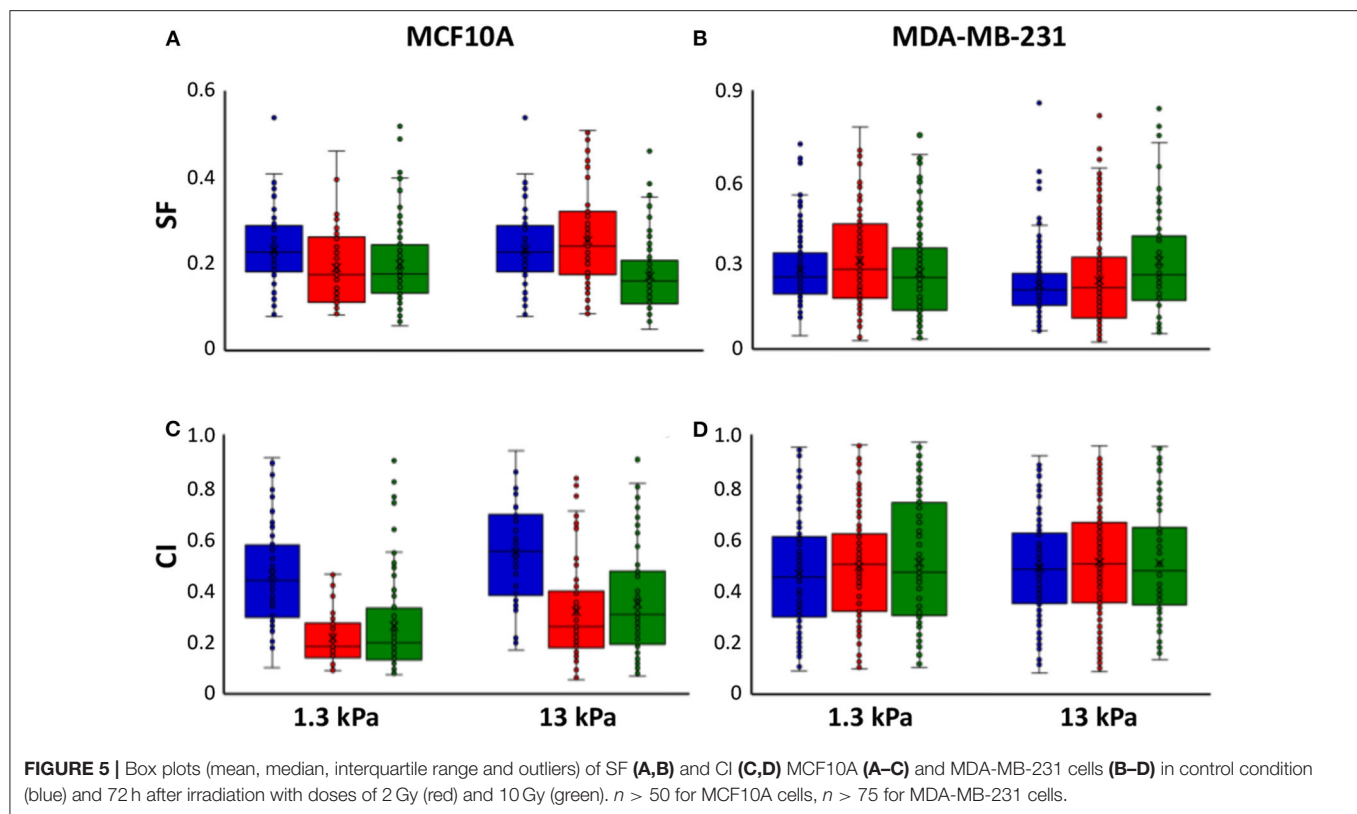 A MCF10A
B MDA-MB-231
SF
0.6
0.4
0.2
0
0.9
0.6
0.3
0
C
D
CI
1.0
0.8
0.6
0.4
0.2
0
1.0
0.8
0.6
0.4
0.2
0
1.3 kPa 13 kPa 1.3 kPa 13 kPa
FIGURE 5 | Box plots (mean, median, interquartile range and outliers) of SF (A,B) and CI (C,D) MCF10A (A–C) and MDA-MB-231 cells (B–D) in control condition
(blue) and 72 h after irradiation with doses of 2 Gy (red) and 10 Gy (green). n > 50 for MCF10A cells, n > 75 for MDA-MB-231 cells.